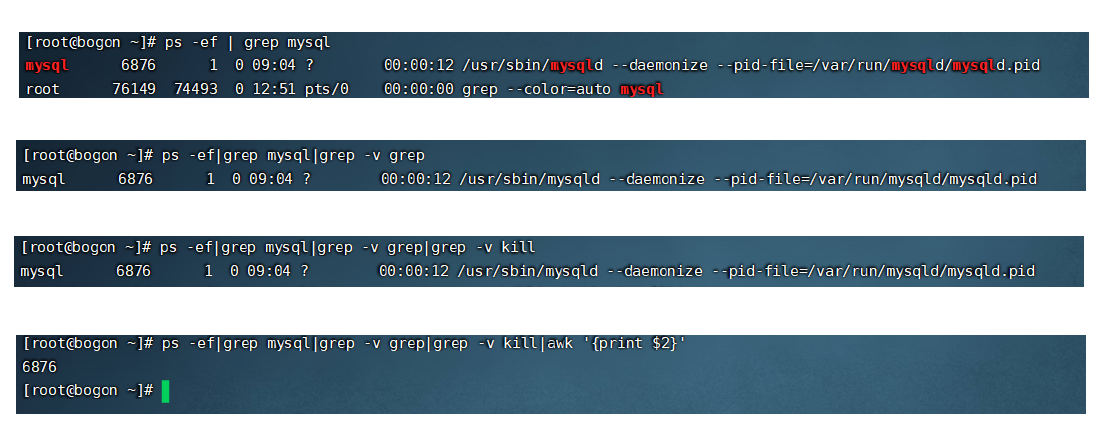 [root@bogon ~]# ps -ef | grep mysql
mysql      6876      1  0 09:04 ?        00:00:12 /usr/sbin/mysqld --daemonize --pid-file=/var/run/mysqld/mysqld.pid
root      76149  74493  0 12:51 pts/0    00:00:00 grep --color=auto mysql
[root@bogon ~]# ps -ef|grep mysql|grep -v grep
mysql      6876      1  0 09:04 ?        00:00:12 /usr/sbin/mysqld --daemonize --pid-file=/var/run/mysqld/mysqld.pid
[root@bogon ~]# ps -ef|grep mysql|grep -v grep|grep -v kill
mysql      6876      1  0 09:04 ?        00:00:12 /usr/sbin/mysqld --daemonize --pid-file=/var/run/mysqld/mysqld.pid
[root@bogon ~]# ps -ef|grep mysql|grep -v grep|grep -v kill|awk '{print $2}'
6876
[root@bogon ~]#